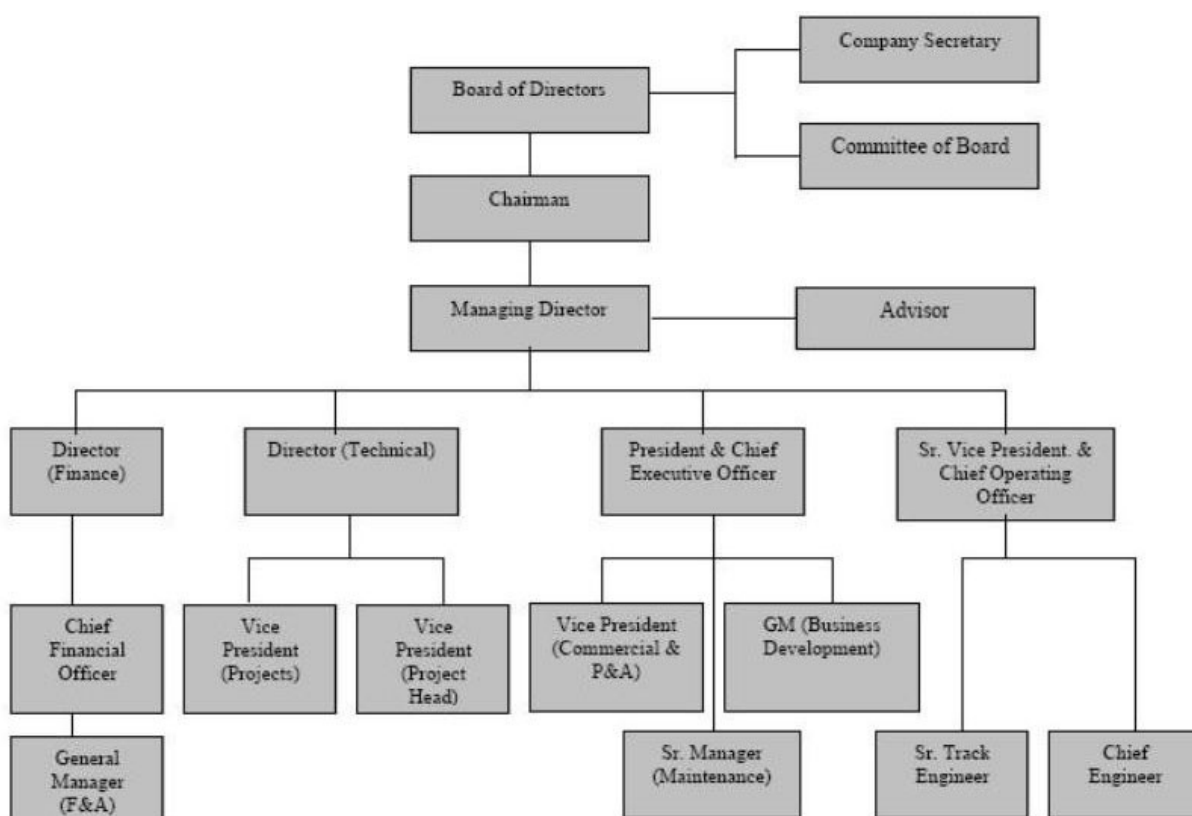 Company Secretary
Board of Directors
Committee of Board
Chairman
Managing Director
Advisor
Director
(Finance)
Director (Technical)
President & Chief
Executive Officer
Sr. Vice President. &
Chief Operating
Officer
Chief
Financial
Officer
Vice
President
(Projects)
Vice
President
(Project
Head)
Vice President
(Commercial &
P&A)
GM (Business
Development)
General
Manager
(F&A)
Sr. Manager
(Maintenance)
Sr. Track
Engineer
Chief
Engineer